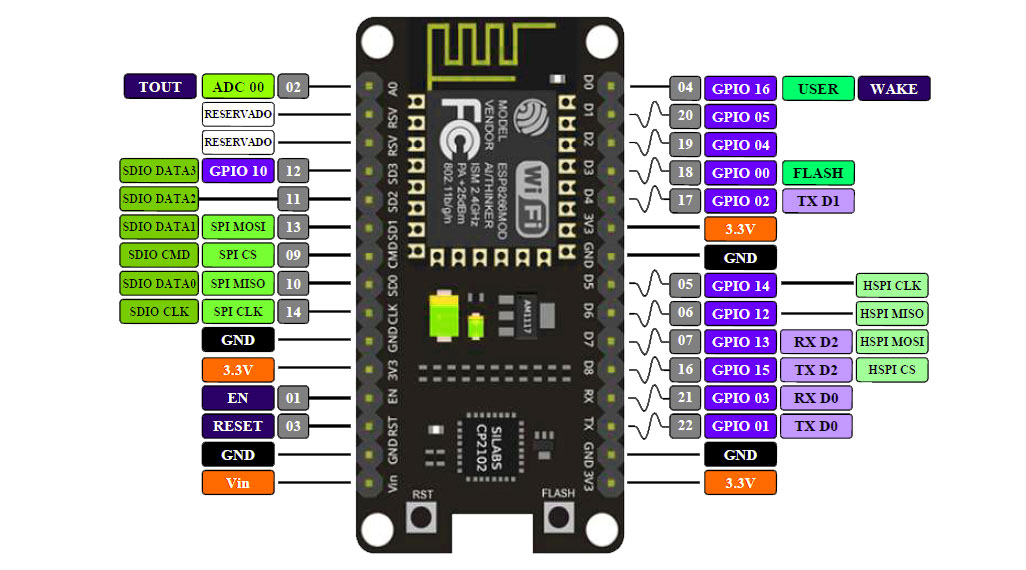 TOUT ADC 00 02
RESERVADO
RESERVADO
SDIO DATA3 GPIO 10 12
SDIO DATA2 11
SDIO DATA1 SPI MOSI 13
SDIO CMD SPI CS 09
SDIO DATA0 SPI MISO 10
SDIO CLK SPI CLK 14
GND
3.3V
EN 01
RESET 03
GND
Vin
A0
RSV
RSV
SD3
SD2
SD1
CMD
SD0
CLK
GND
3V3
EN
RST
GND
Vin
MODEL
VENDOR
ESP8266MOD
AI/THINKER
ISM 2.4GHz
PA +25dBm
802.11b/g/n
FC
Wi Fi
AM1117
SILABS
CP2102
RST
FLASH
D0
D1
D2
D3
D4
3V3
GND
D5
D6
D7
D8
RX
TX
GND
3V3
04 GPIO 16 USER WAKE
20 GPIO 05
19 GPIO 04
18 GPIO 00 FLASH
17 GPIO 02 TX D1
3.3V
GND
05 GPIO 14 HSPI CLK
06 GPIO 12 HSPI MISO
07 GPIO 13 RX D2 HSPI MOSI
16 GPIO 15 TX D2 HSPI CS
21 GPIO 03 RX D0
22 GPIO 01 TX D0
GND
3.3V